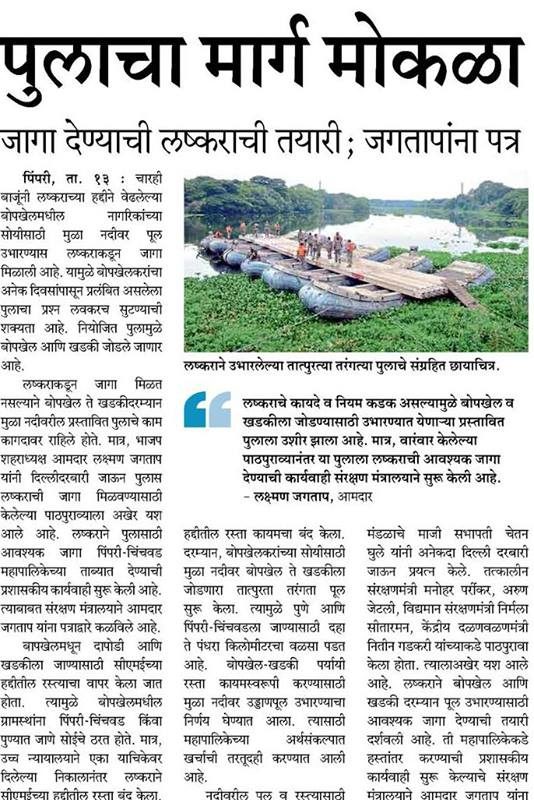 पुलाचा मार्ग मोकळा
जागा देण्याची लष्कराची तयारी; जगतापांना पत्र
पिंपरी, ता. १३ : चारही
बाजूंनी लष्कराच्या हद्दीने वेढलेल्या
बोपखेलमधील नागरिकांच्या
सोयीसाठी मुळा नदीवर पूल
उभारण्यास लष्कराकडून जागा
मिळाली आहे. यामुळे बोपखेलकरांचा
अनेक दिवसांपासून प्रलंबित असलेला
पुलाचा प्रश्न लवकरच सुटण्याची
शक्यता आहे. नियोजित पुलामुळे
बोपखेल आणि खडकी जोडले जाणार
आहे.
लष्कराकडून जागा मिळत
नसल्याने बोपखेल ते खडकीदरम्यान
मुळा नदीवरील प्रस्तावित पुलाचे काम
कागदावर राहिले होते. मात्र, भाजप
शहराध्यक्ष आमदार लक्ष्मण जगताप
यांनी दिल्लीदरबारी जाऊन पुलास
लष्कराची जागा मिळवण्यासाठी
केलेल्या पाठपुराव्याला अखेर यश
आले आहे. लष्कराने पुलासाठी
आवश्यक जागा पिंपरी-चिंचवड
महापालिकेच्या ताब्यात देण्याची
प्रशासकीय कार्यवाही सुरू केली आहे.
त्याबाबत संरक्षण मंत्रालयाने आमदार
जगताप यांना पत्राद्वारे कळविले आहे.
बापखेलमधून दापोडी आणि
खडकीला जाण्यासाठी सीएमईच्या
हद्दीतील रस्त्याचा वापर केला जात
होता. त्यामुळे बोपखेलमधील
ग्रामस्थांना पिंपरी-चिंचवड किंवा
पुण्यात जाणे सोईचे ठरत होते. मात्र,
उच्च न्यायालयाने एका याचिकेवर
दिलेल्या निकालानंतर लष्कराने
सीएमईच्या हद्दीतील रस्ता बंद केला.
लष्कराने उभारलेल्या तात्पुरत्या तरंगत्या पुलाचे संग्रहित छायाचित्र.
लष्कराचे कायदे व नियम कडक असल्यामुळे बोपखेल व
खडकीला जोडण्यासाठी उभारण्यात येणाऱ्या प्रस्तावित
पुलाला उशीर झाला आहे. मात्र, वारंवार केलेल्या
पाठपुराव्यानंतर या पुलाला लष्कराची आवश्यक जागा
देण्याची कार्यवाही संरक्षण मंत्रालयाने सुरू केली आहे.
– लक्ष्मण जगताप, आमदार
हद्दीतील रस्ता कायमचा बंद केला.
दरम्यान, बोपखेलकरांच्या सोयीसाठी
मुळा नदीवर बोपखेल ते खडकीला
जोडणारा तात्पुरता तरंगता पूल
सुरू केला. त्यामुळे पुणे आणि
पिंपरी-चिंचवडला जाण्यासाठी दहा
ते पंधरा किलोमीटरचा वळसा पडत
आहे. बोपखेल-खडकी पर्यायी
रस्ता कायमस्वरूपी करण्यासाठी
मुळा नदीवर उड्डाणपूल उभारण्याचा
निर्णय घेण्यात आला. त्यासाठी
महापालिकेच्या अर्थसंकल्पात
खर्चाची तरतूदही करण्यात आली
आहे.
नदीवरील पूल व रस्त्यासाठी
मंडळाचे माजी सभापती चेतन
घुले यांनी अनेकदा दिल्ली दरबारी
जाऊन प्रयत्न केले. तत्कालीन
संरक्षणमंत्री मनोहर पर्रीकर, अरुण
जेटली, विद्यमान संरक्षणमंत्री निर्मला
सीतारमन, केंद्रीय दळणवळणमंत्री
नितीन गडकरी यांच्याकडे पाठपुरावा
केला होता. त्यालाअखेर यश आले
आहे. लष्कराने बोपखेल आणि
खडकी दरम्यान पूल उभारण्यासाठी
आवश्यक जागा देण्याची तयारी
दर्शवली आहे. ती महापालिकेकडे
हस्तांतर करण्याची प्रशासकीय
कार्यवाही सुरू केल्याचे संरक्षण
मंत्रालयाने आमदार जगताप यांना